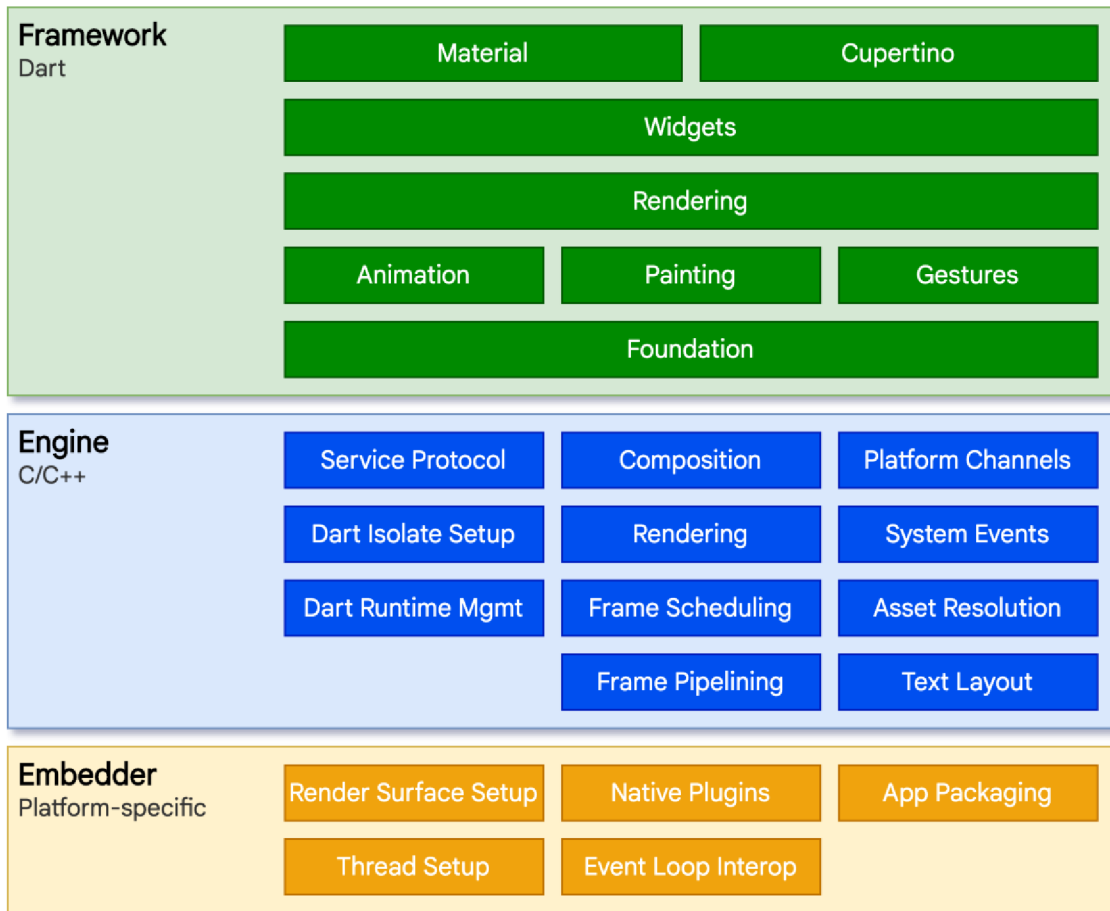 Framework
Dart
Material
Cupertino
Widgets
Rendering
Animation
Painting
Gestures
Foundation
Engine
C/C++
Service Protocol
Composition
Platform Channels
Dart Isolate Setup
Rendering
System Events
Dart Runtime Mgmt
Frame Scheduling
Asset Resolution
Frame Pipelining
Text Layout
Embedder
Platform-specific
Render Surface Setup
Native Plugins
App Packaging
Thread Setup
Event Loop Interop